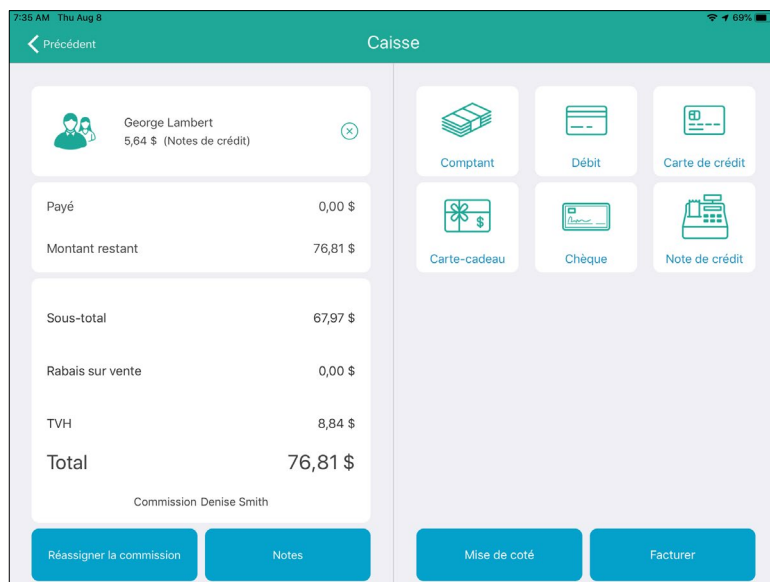 7:35 AM Thu Aug 8
69%
Précédent
Caisse
George Lambert
5,64 $ (Notes de crédit)
Payé 0,00 $
Montant restant 76,81 $
Sous-total 67,97 $
Rabais sur vente 0,00 $
TVH 8,84 $
Total 76,81 $
Commission Denise Smith
Réassigner la commission
Notes
Comptant
Débit
Carte de crédit
$
Carte-cadeau
Chèque
Note de crédit
Mise de coté
Facturer